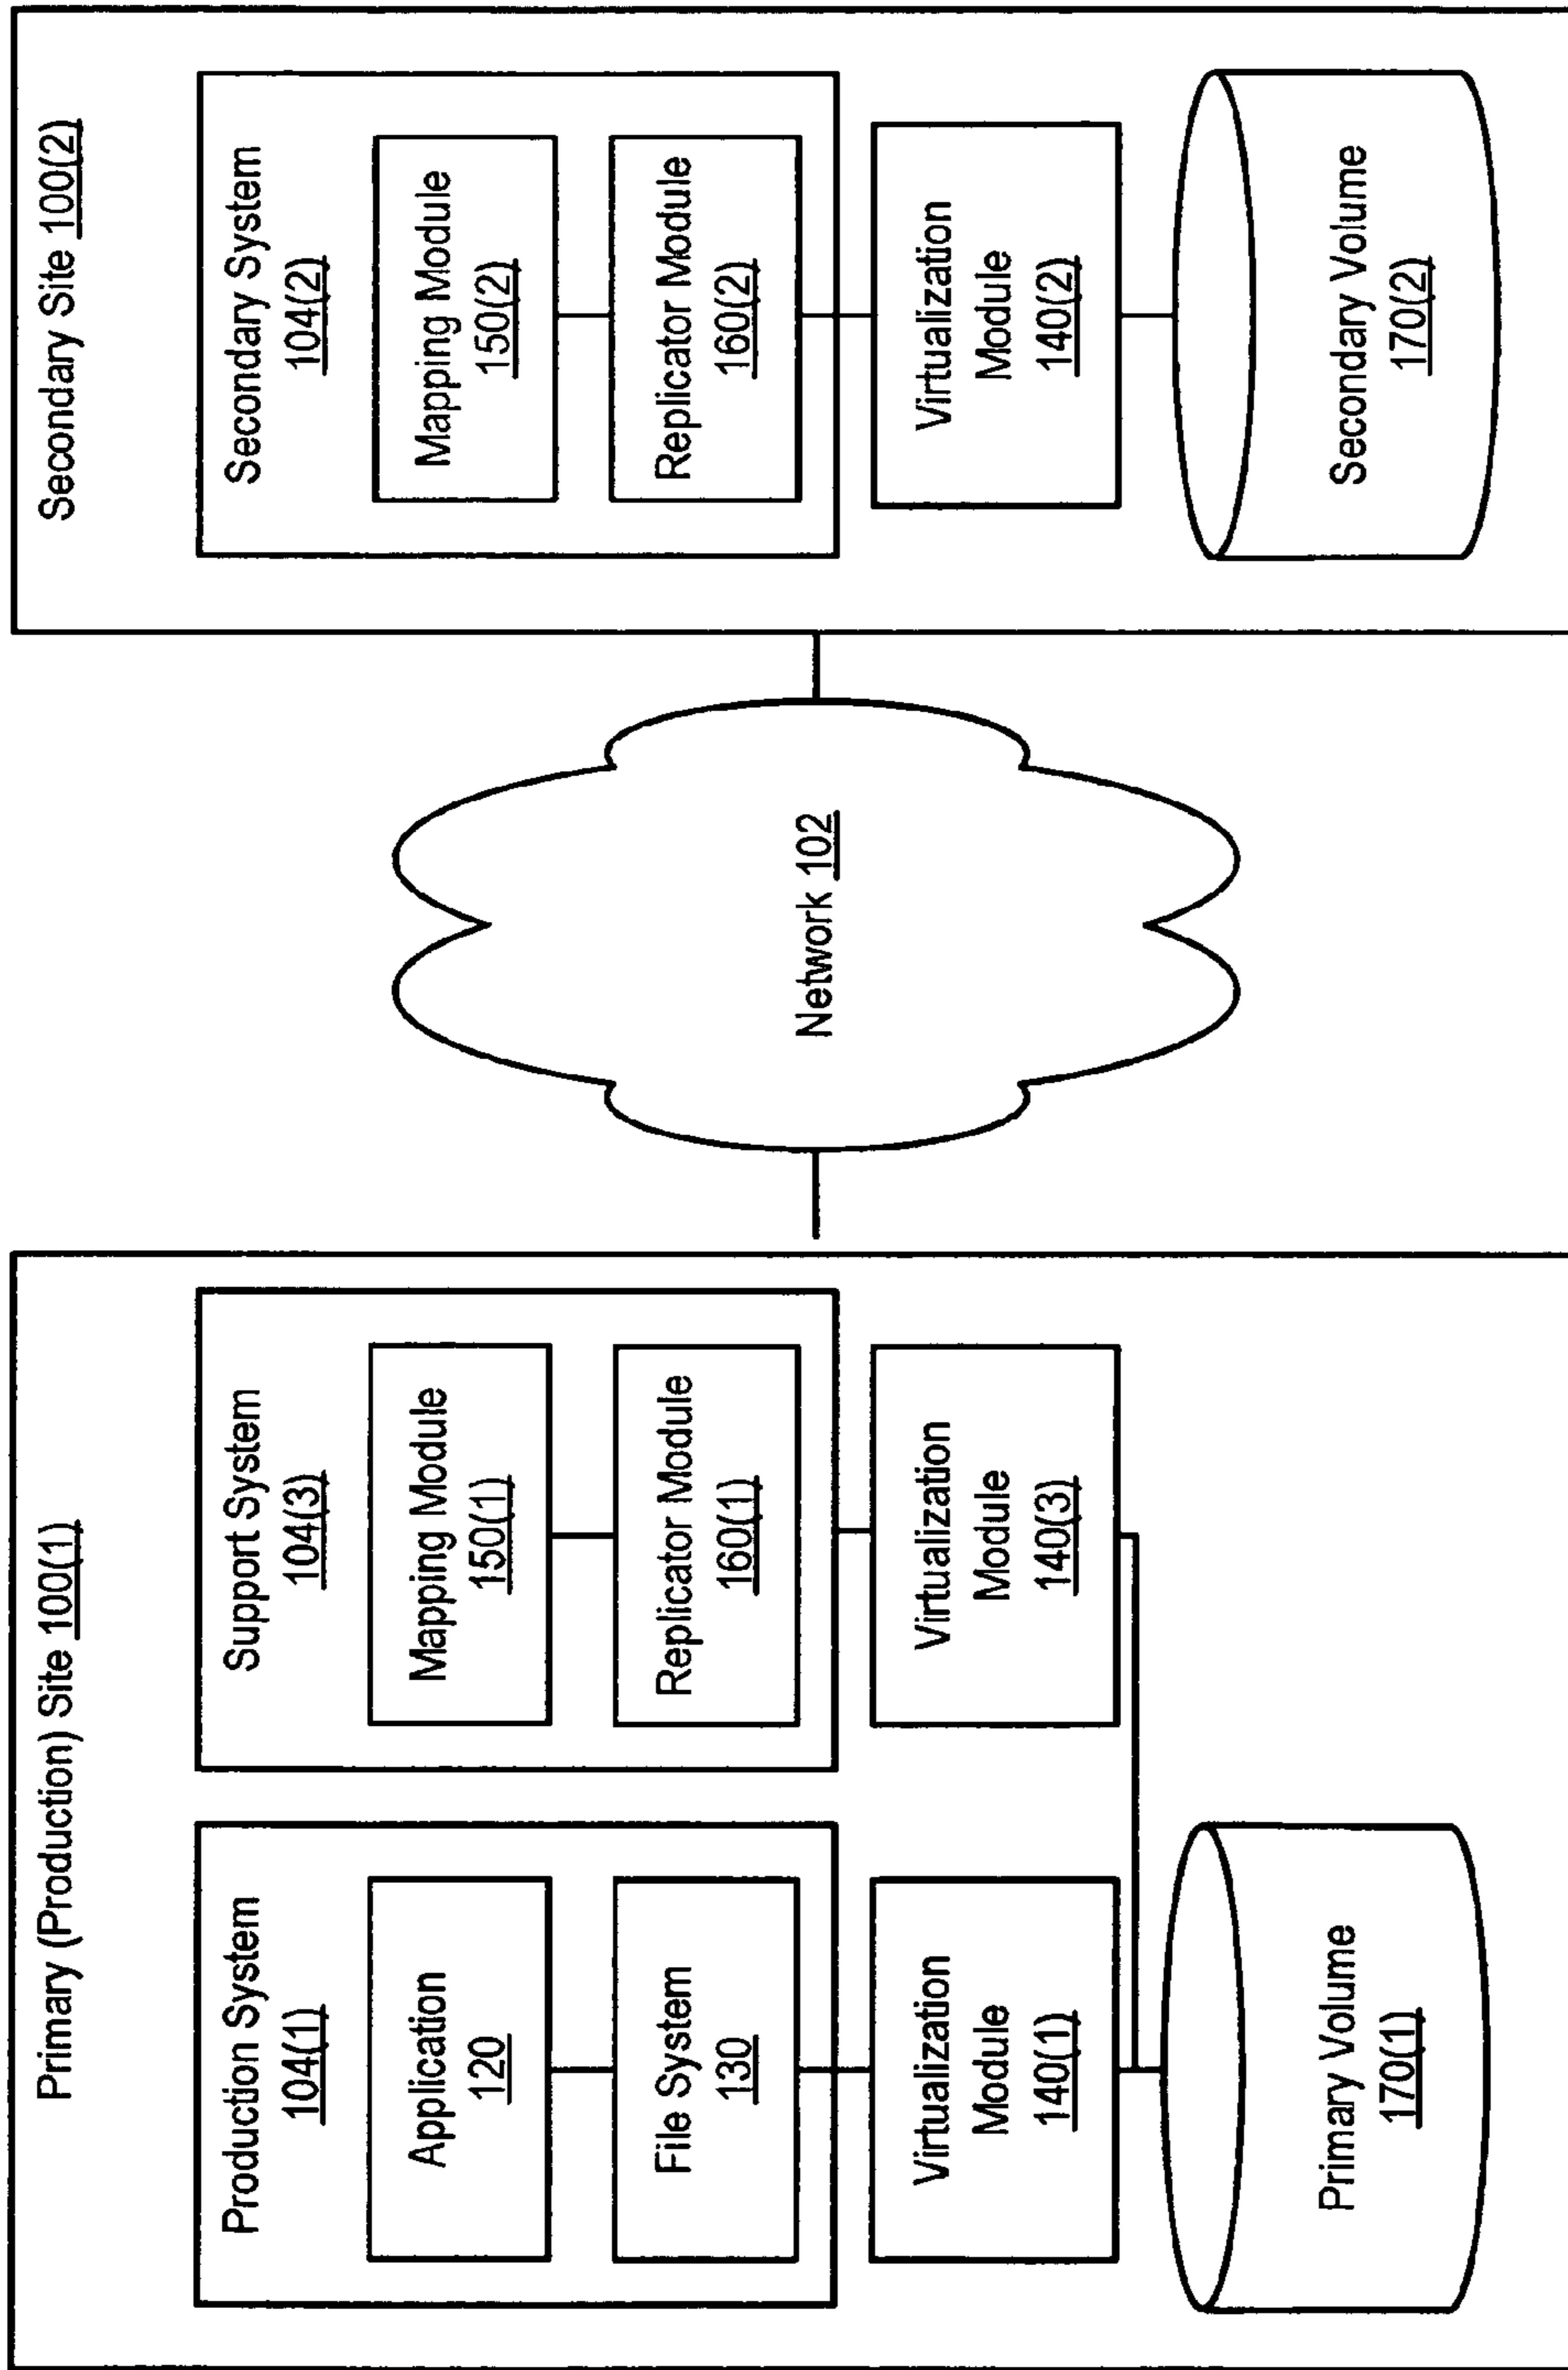 Primary (Production) Site 100(1)
Production System
104(1)
Application
120
File System
130
Virtualization
Module
140(1)
Primary Volume
170(1)
Support System
104(3)
Mapping Module
150(1)
Replicator Module
160(1)
Virtualization
Module
140(3)
Network 102
Secondary Site 100(2)
Secondary System
104(2)
Mapping Module
150(2)
Replicator Module
160(2)
Virtualization
Module
140(2)
Secondary Volume
170(2)